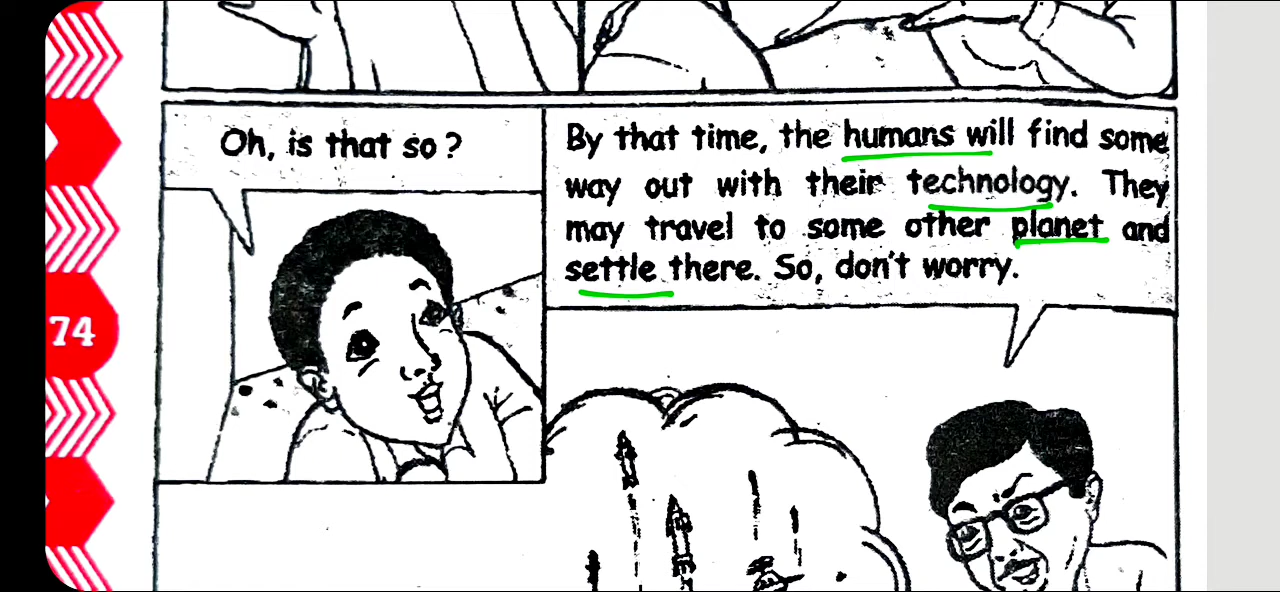 Oh, is that so?
By that time, the humans will find some
way out with their technology. They
may travel to some other planet and
settle there. So, don't worry.
74